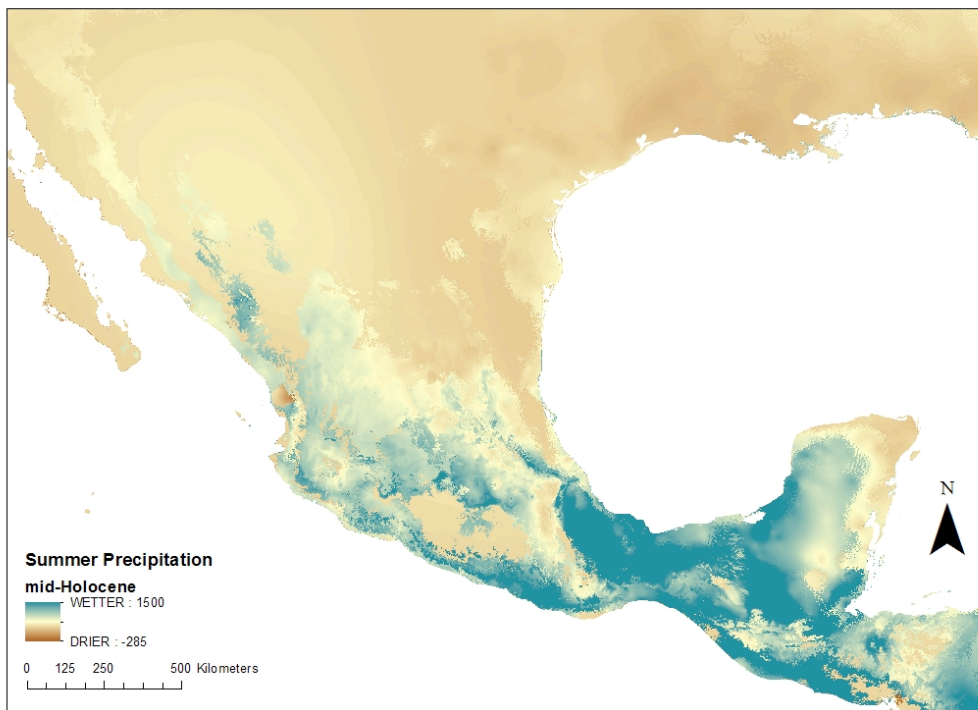 N
Summer Precipitation
mid-Holocene
WETTER : 1500
DRIER : -285
0 125 250 500 Kilometers